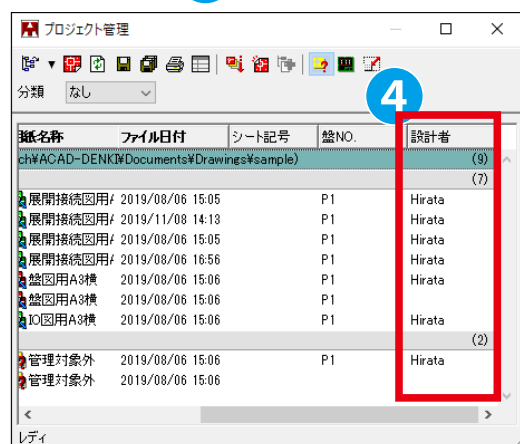 プロジェクト管理
分類 なし
4
紙名称 ファイル日付 シート記号 盤NO. 設計者
ch¥ACAD-DENKI¥Documents¥Drawings¥sample) (9)
(7)
展開接続図用A 2019/08/06 15:05 P1 Hirata
展開接続図用A 2019/11/08 14:13 P1 Hirata
展開接続図用A 2019/08/06 15:05 P1 Hirata
展開接続図用A 2019/08/06 16:56 P1 Hirata
盤図用A3横 2019/08/06 15:06 P1 Hirata
盤図用A3横 2019/08/06 15:06 P1
IO図用A3横 2019/08/06 15:06 P1 Hirata
(2)
管理対象外 2019/08/06 15:06 P1 Hirata
管理対象外 2019/08/06 15:06
レディ